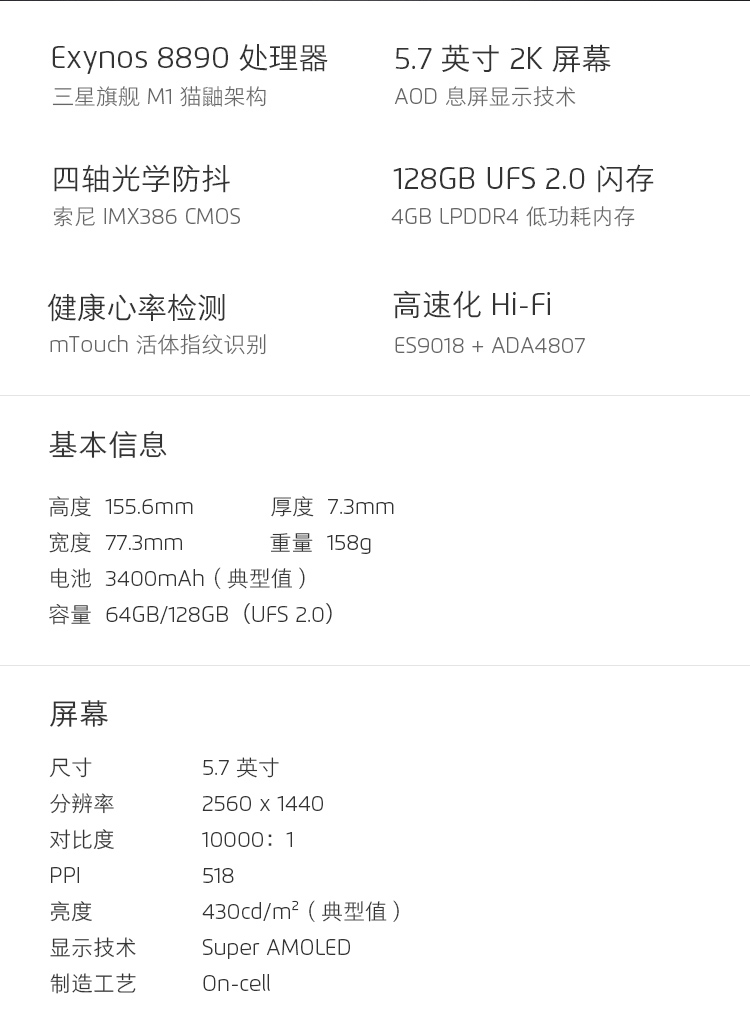 Exynos 8890 处理器
三星旗舰 M1 猫鼬架构
5.7 英寸 2K 屏幕
AOD 息屏显示技术
四轴光学防抖
索尼 IMX386 CMOS
128GB UFS 2.0 闪存
4GB LPDDR4 低功耗内存
健康心率检测
mTouch 活体指纹识别
高速化 Hi-Fi
ES9018 + ADA4807
基本信息
高度 155.6mm 厚度 7.3mm
宽度 77.3mm 重量 158g
电池 3400mAh（典型值）
容量 64GB/128GB（UFS 2.0）
屏幕
尺寸 5.7 英寸
分辨率 2560 x 1440
对比度 10000：1
PPI 518
亮度 430cd/m²（典型值）
显示技术 Super AMOLED
制造工艺 On-cell